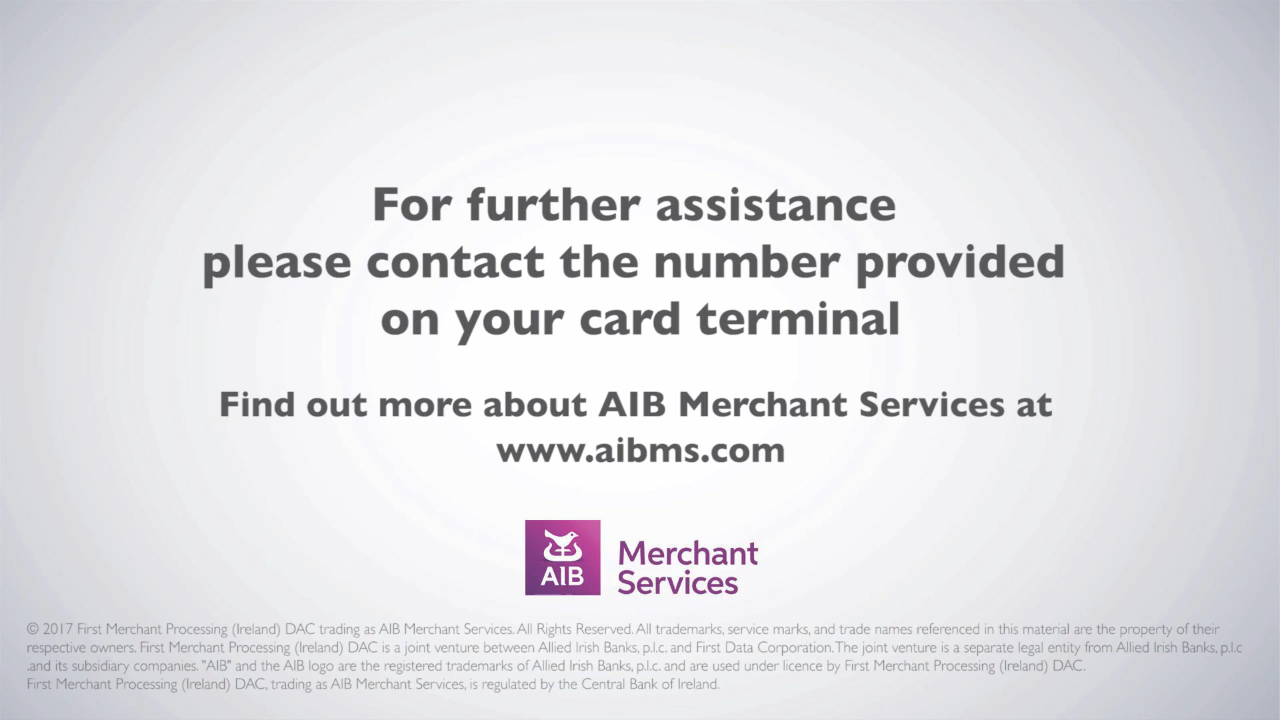 For further assistance
please contact the number provided
on your card terminal
Find out more about AIB Merchant Services at
www.aibms.com
AIB
Merchant
Services
© 2017 First Merchant Processing (Ireland) DAC trading as AIB Merchant Services. All Rights Reserved. All trademarks, service marks, and trade names referenced in this material are the property of their
respective owners. First Merchant Processing (Ireland) DAC is a joint venture between Allied Irish Banks, p.l.c. and First Data Corporation. The joint venture is a separate legal entity from Allied Irish Banks, p.l.c
.and its subsidiary companies. "AIB" and the AIB logo are the registered trademarks of Allied Irish Banks, p.l.c. and are used under licence by First Merchant Processing (Ireland) DAC.
First Merchant Processing (Ireland) DAC, trading as AIB Merchant Services, is regulated by the Central Bank of Ireland.